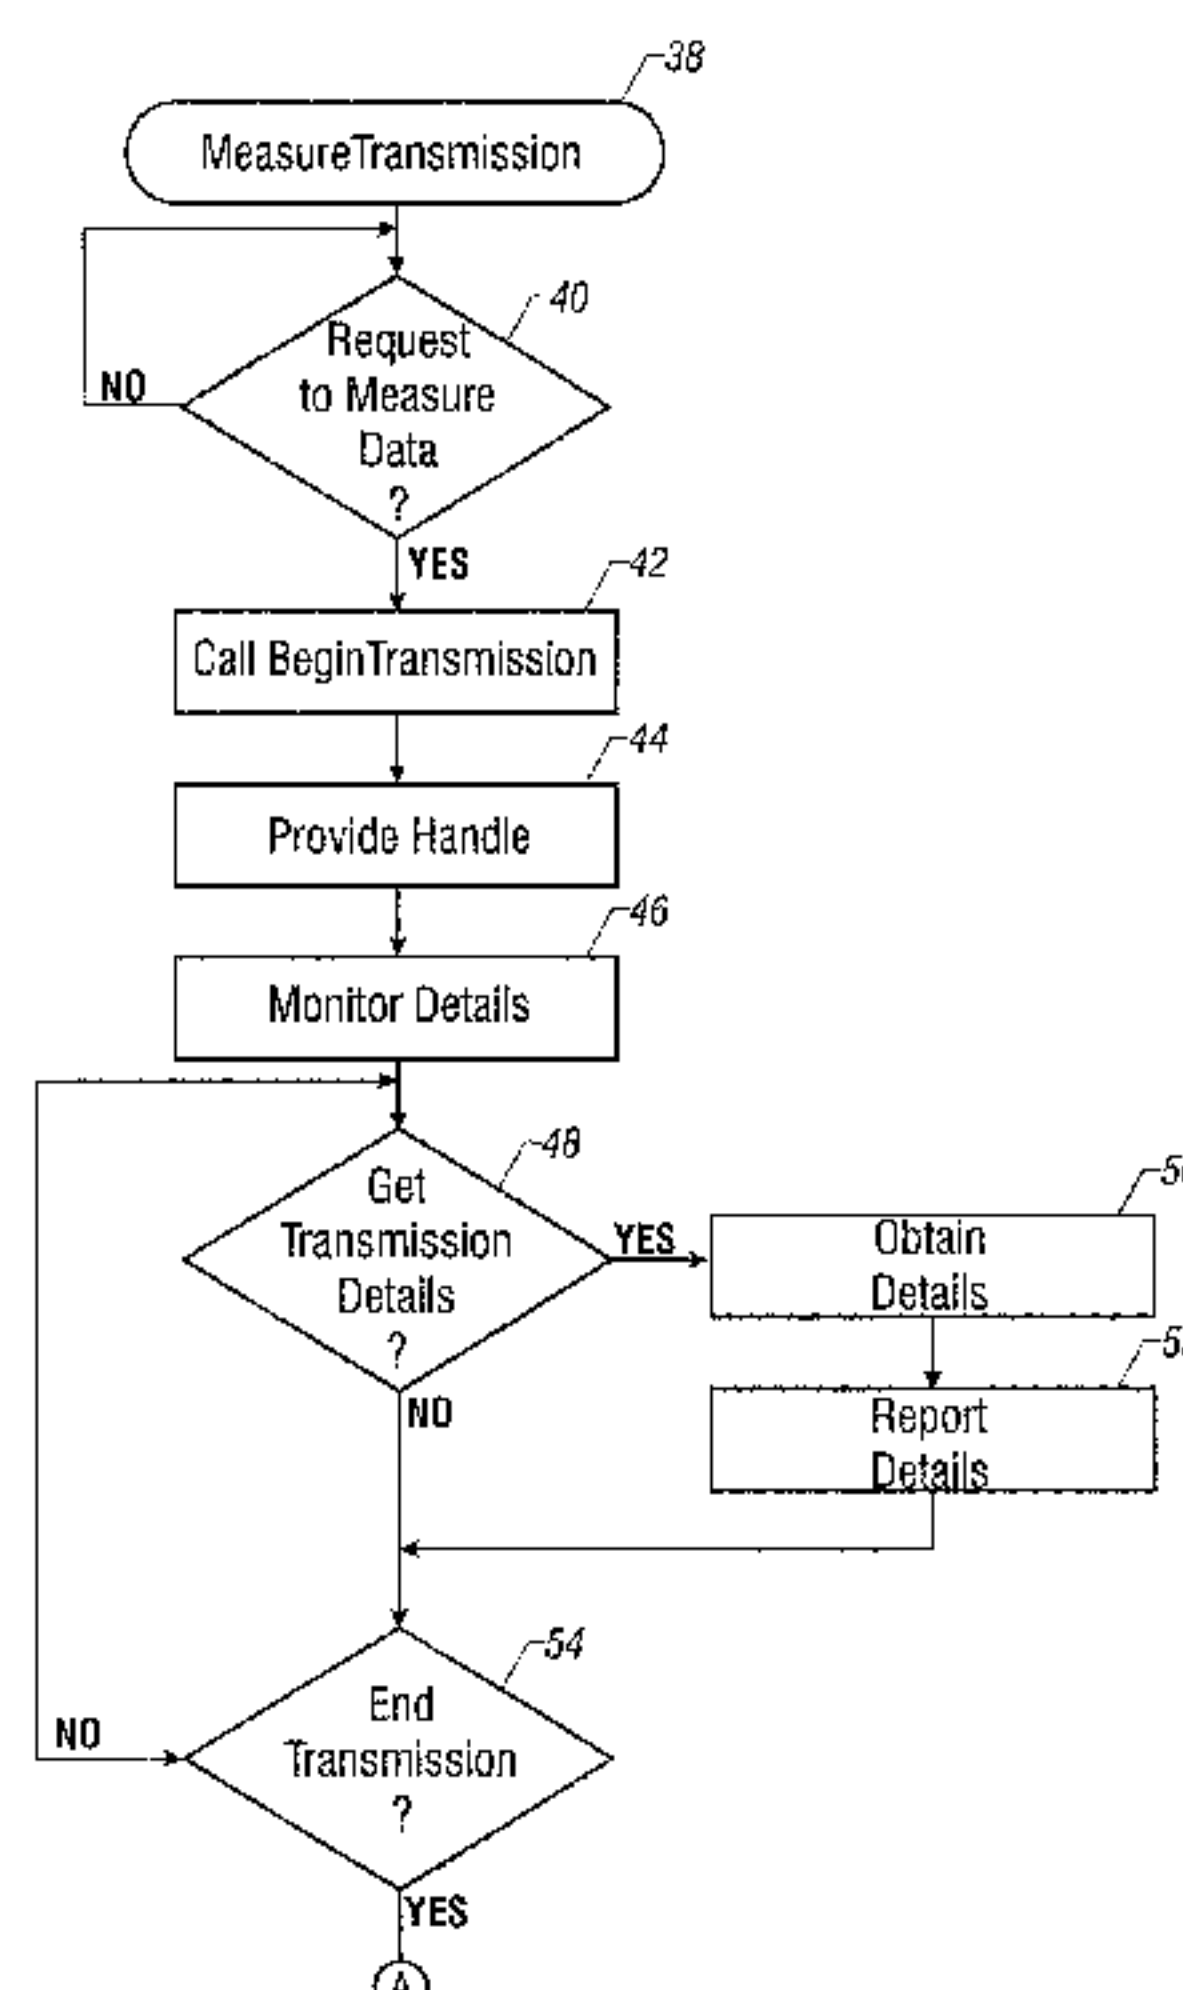 38
MeasureTransmission
40
Request
to Measure
Data
?
NO
YES
42
Call BeginTransmission
44
Provide Handle
46
Monitor Details
48
Get
Transmission
Details
?
YES
NO
Obtain
Details
Report
Details
54
End
Transmission
?
NO
YES
A